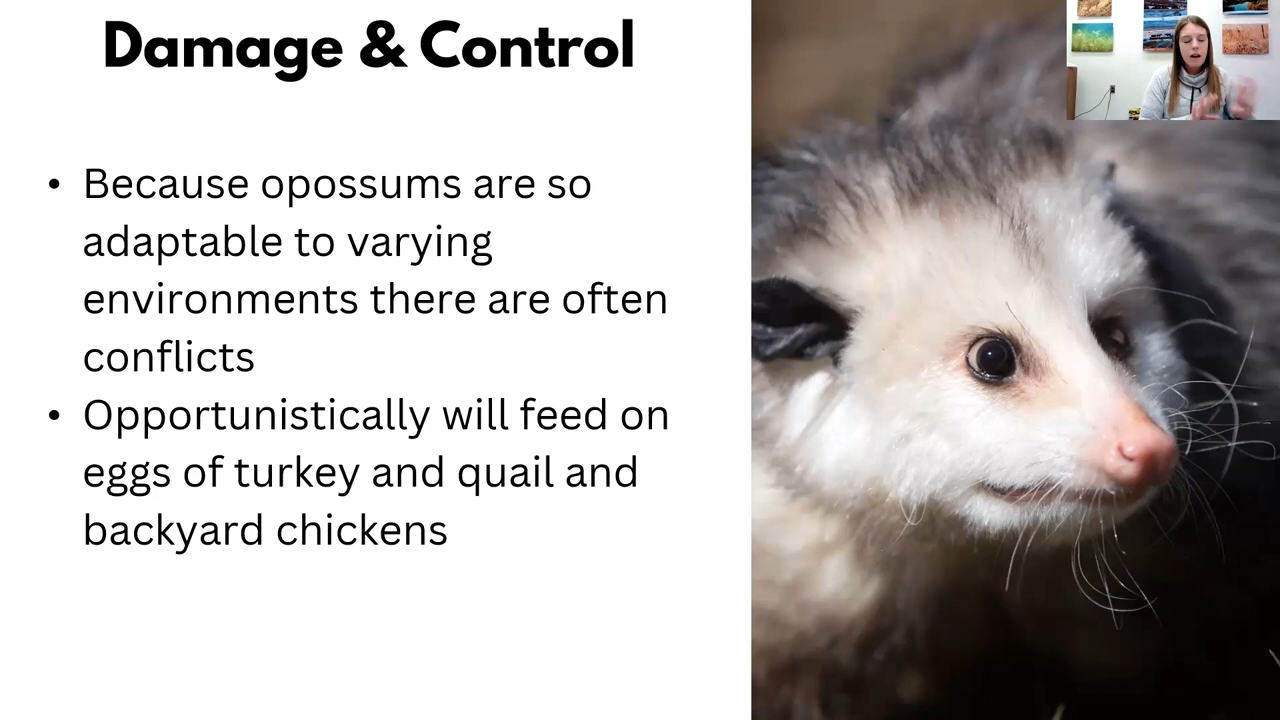 Damage & Control
• Because opossums are so
adaptable to varying
environments there are often
conflicts
• Opportunistically will feed on
eggs of turkey and quail and
backyard chickens